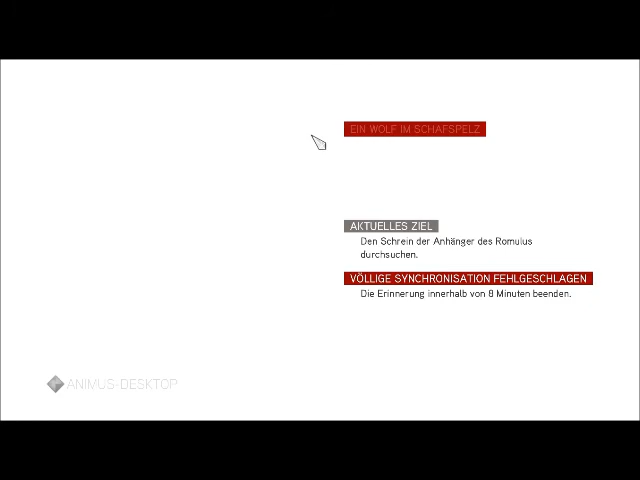 EIN WOLF IM SCHAFSPELZ
AKTUELLES ZIEL
Den Schrein der Anhänger des Romulus
durchsuchen.
VÖLLIGE SYNCHRONISATION FEHLGESCHLAGEN
Die Erinnerung innerhalb von 8 Minuten beenden.
ANIMUS-DESKTOP